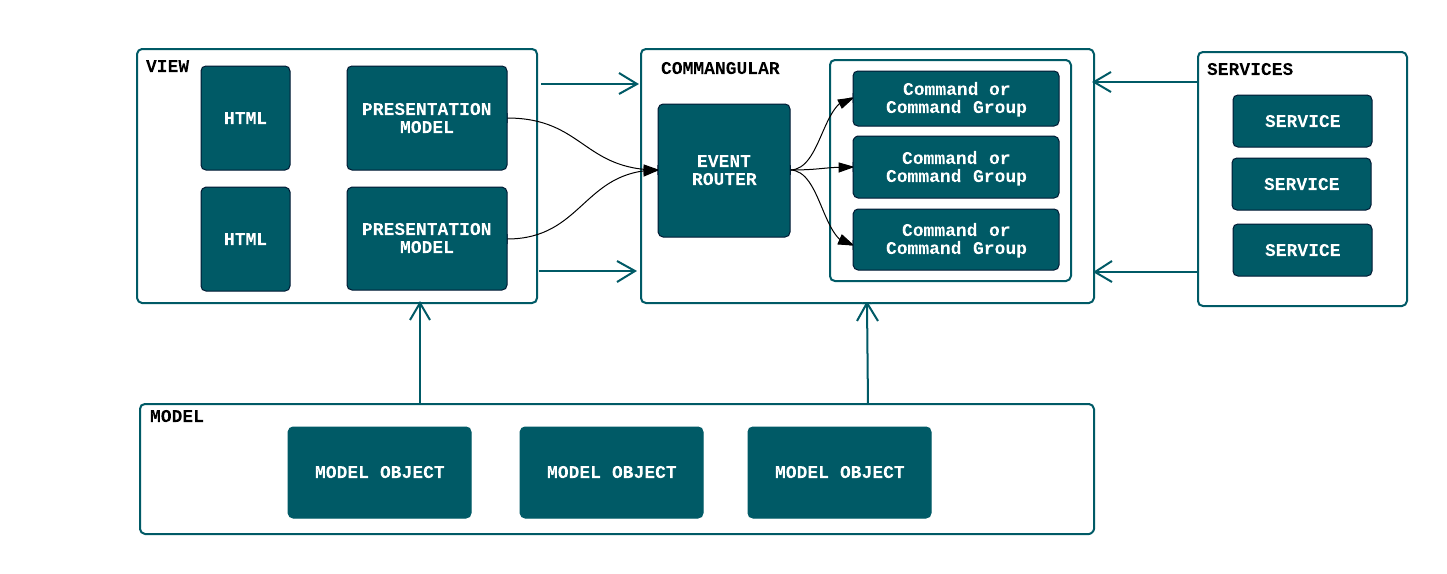 VIEW
HTML
PRESENTATION
MODEL
HTML
PRESENTATION
MODEL
COMMANGULAR
EVENT
ROUTER
Command or
Command Group
Command or
Command Group
Command or
Command Group
SERVICES
SERVICE
SERVICE
SERVICE
MODEL
MODEL OBJECT
MODEL OBJECT
MODEL OBJECT